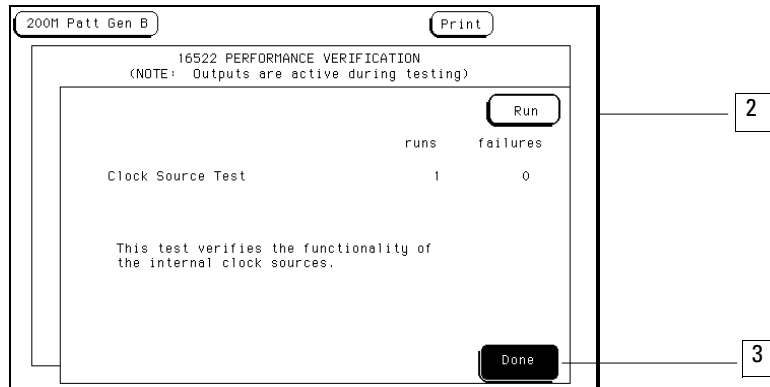 200M Patt Gen B
Print
16522 PERFORMANCE VERIFICATION
(NOTE: Outputs are active during testing)
Run
2
runs failures
Clock Source Test 1 0
This test verifies the functionality of
the internal clock sources.
Done
3